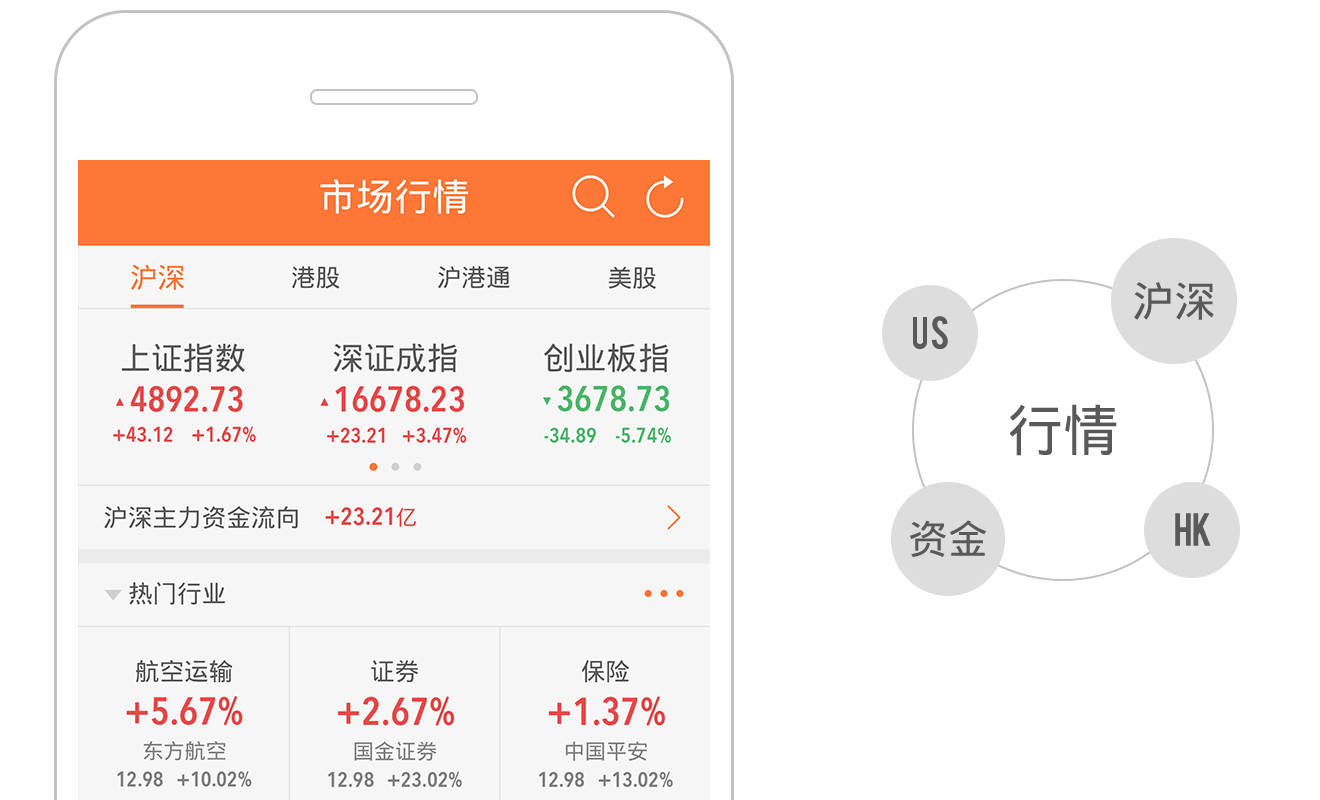 市场行情
沪深 港股 沪港通 美股
上证指数 深证成指 创业板指
▲4892.73 ▲16678.23 ▼3678.73
+43.12 +1.67% +23.21 +3.47% -34.89 -5.74%
沪深主力资金流向 +23.21亿
热门行业
航空运输 证券 保险
+5.67% +2.67% +1.37%
东方航空 国金证券 中国平安
12.98 +10.02% 12.98 +23.02% 12.98 +13.02%
沪深
US
行情
资金
HK